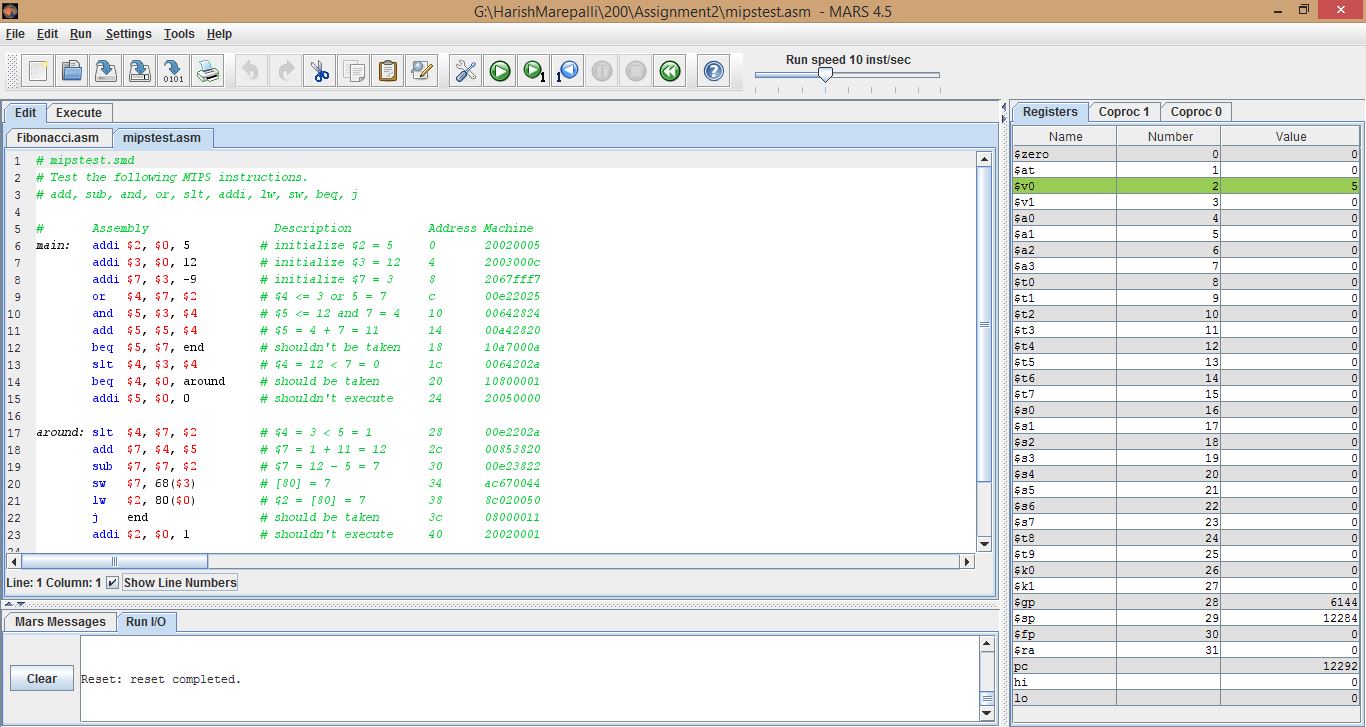 G:\HarishMarepalli\200\Assignment2\mipstest.asm - MARS 4.5
File Edit Run Settings Tools Help
Run speed 10 inst/sec
Edit Execute
Fibonacci.asm mipstest.asm
1 # mipstest.smd
2 # Test the following MIPS instructions.
3 # add, sub, and, or, slt, addi, lw, sw, beq, j
4
5 # Assembly Description Address Machine
6 main: addi $2, $0, 5 # initialize $2 = 5 0 20020005
7 addi $3, $0, 12 # initialize $3 = 12 4 2003000c
8 addi $7, $3, -9 # initialize $7 = 3 8 2067fff7
9 or $4, $7, $2 # $4 <= 3 or 5 = 7 c 00e22025
10 and $5, $3, $4 # $5 <= 12 and 7 = 4 10 00642824
11 add $5, $5, $4 # $5 = 4 + 7 = 11 14 00a42820
12 beq $5, $7, end # shouldn't be taken 18 10a7000a
13 slt $4, $3, $4 # $4 = 12 < 7 = 0 1c 0064202a
14 beq $4, $0, around # should be taken 20 10800001
15 addi $5, $0, 0 # shouldn't execute 24 20050000
16
17 around: slt $4, $7, $2 # $4 = 3 < 5 = 1 28 00e2202a
18 add $7, $4, $5 # $7 = 1 + 11 = 12 2c 00853820
19 sub $7, $7, $2 # $7 = 12 - 5 = 7 30 00e23822
20 sw $7, 68($3) # [80] = 7 34 ac670044
21 lw $2, 80($0) # $2 = [80] = 7 38 8c020050
22 j end # should be taken 3c 08000011
23 addi $2, $0, 1 # shouldn't execute 40 20020001
24
Line: 1 Column: 1 Show Line Numbers
Mars Messages Run I/O
Clear
Reset: reset completed.
Registers Coproc 1 Coproc 0
Name Number Value
$zero 0 0
$at 1 0
$v0 2 5
$v1 3 0
$a0 4 0
$a1 5 0
$a2 6 0
$a3 7 0
$t0 8 0
$t1 9 0
$t2 10 0
$t3 11 0
$t4 12 0
$t5 13 0
$t6 14 0
$t7 15 0
$s0 16 0
$s1 17 0
$s2 18 0
$s3 19 0
$s4 20 0
$s5 21 0
$s6 22 0
$s7 23 0
$t8 24 0
$t9 25 0
$k0 26 0
$k1 27 0
$gp 28 6144
$sp 29 12284
$fp 30 0
$ra 31 0
pc 12292
hi 0
lo 0